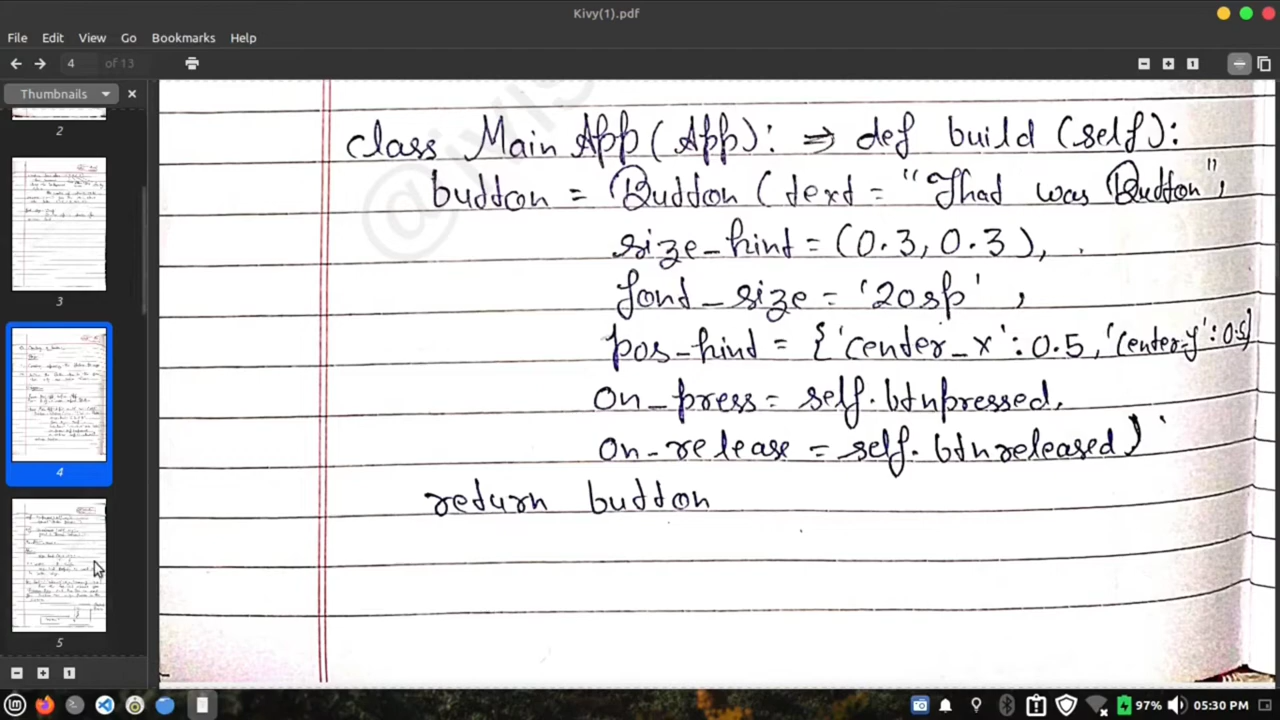 Kivy(1).pdf
File Edit View Go Bookmarks Help
4 of 13
Thumbnails
2
3
4
5
class Main App (App): ⇒ def build (self):
button = Button (text = "That was Button",
size_hint = (0.3, 0.3),
font_size = '20sp' ,
pos_hint = {'center_x' : 0.5, 'center_y' : 0.5}
on_press = self.btnpressed,
on_release = self.btnreleased)
return button
97% 05:30 PM